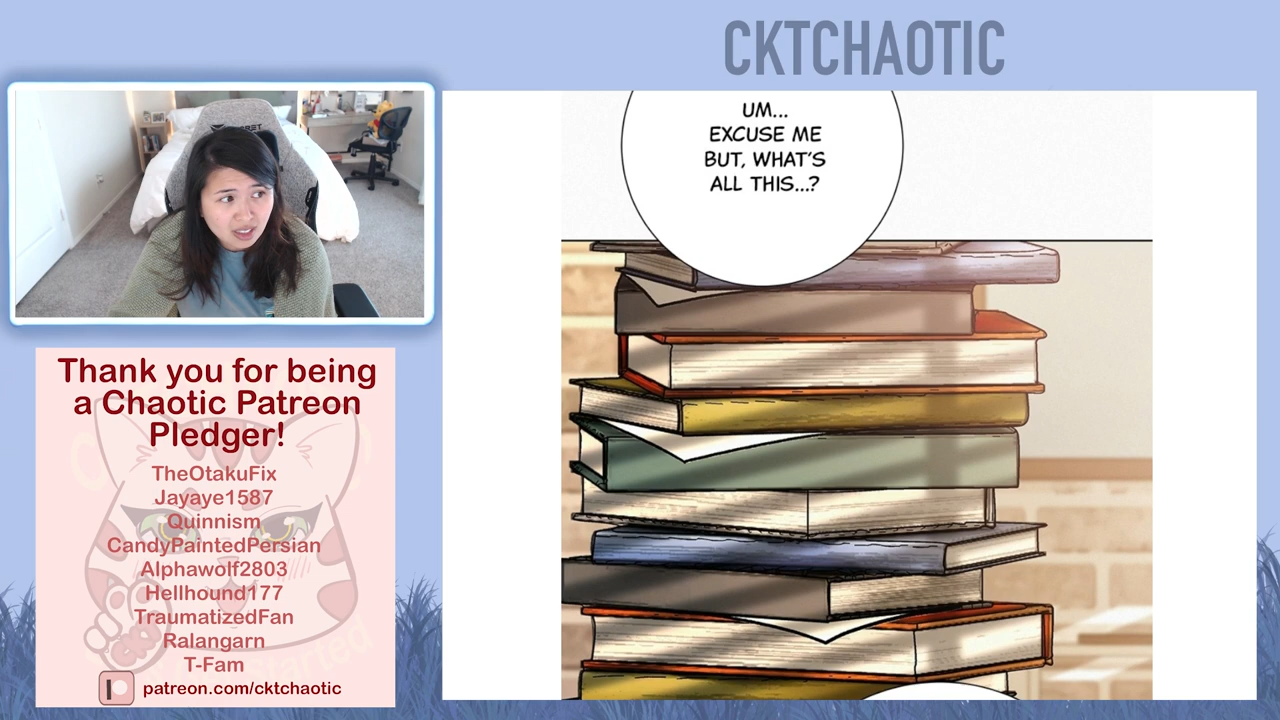 CKTCHAOTIC
UM...
EXCUSE ME
BUT, WHAT'S
ALL THIS...?
Thank you for being
a Chaotic Patreon
Pledger!
TheOtakuFix
Jayaye1587
Quinnism
CandyPaintedPersian
Alphawolf2803
Hellhound177
TraumatizedFan
Ralangarn
T-Fam
patreon.com/cktchaotic